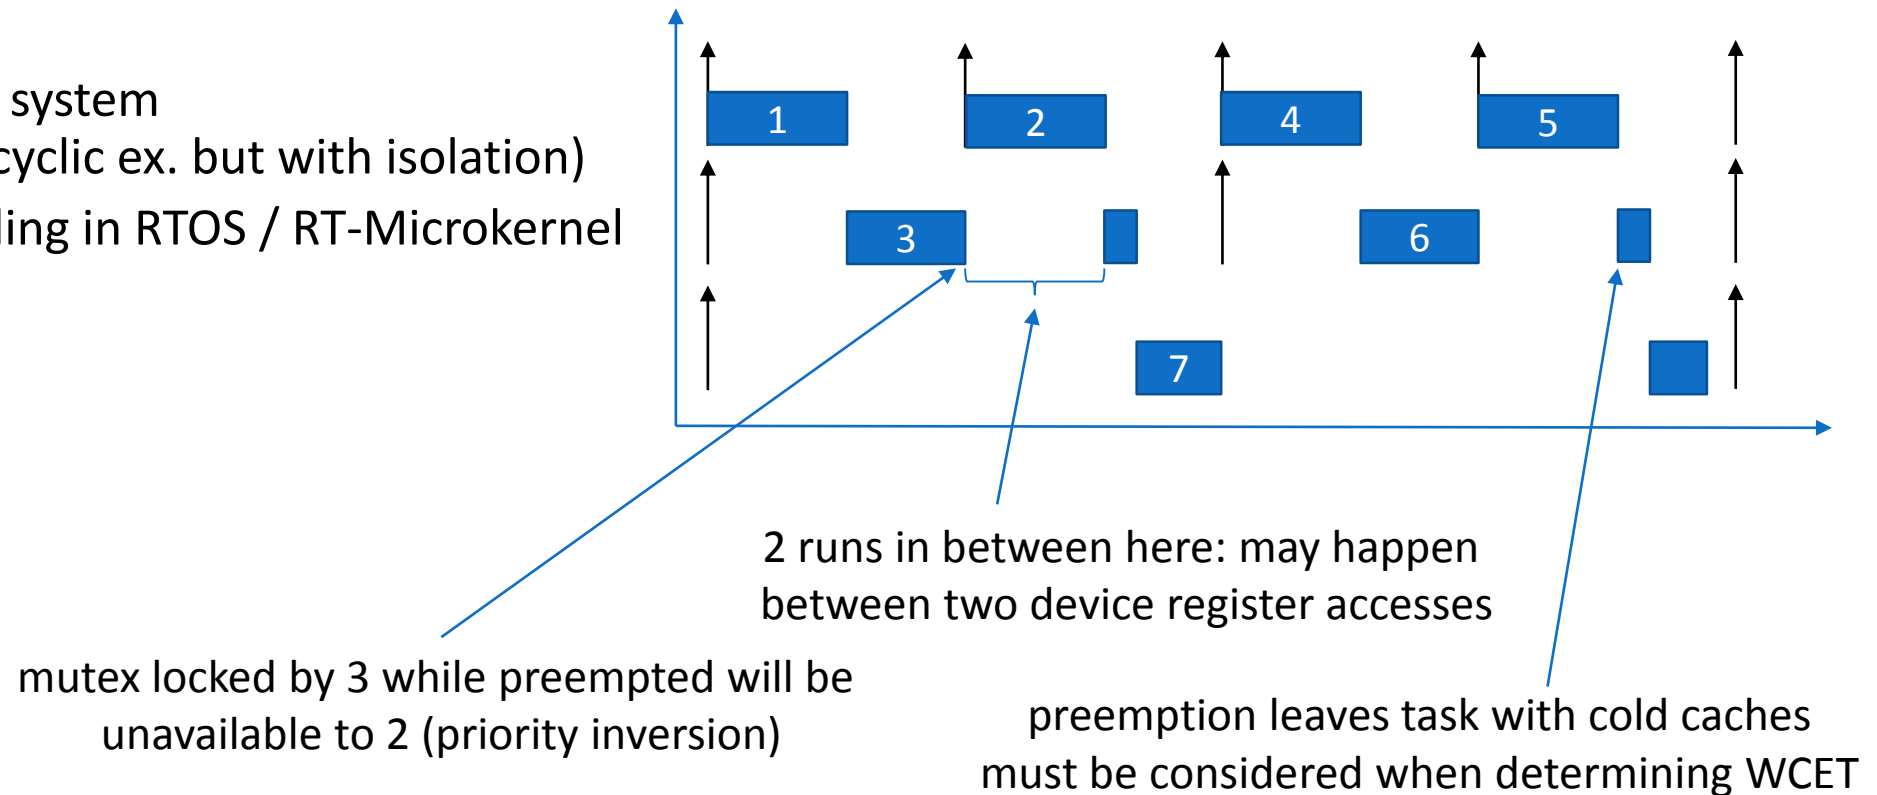 system
cyclic ex. but with isolation)
ling in RTOS / RT-Microkernel
1
2
4
5
3
6
7
2 runs in between here: may happen
between two device register accesses
mutex locked by 3 while preempted will be
unavailable to 2 (priority inversion)
preemption leaves task with cold caches
must be considered when determining WCET